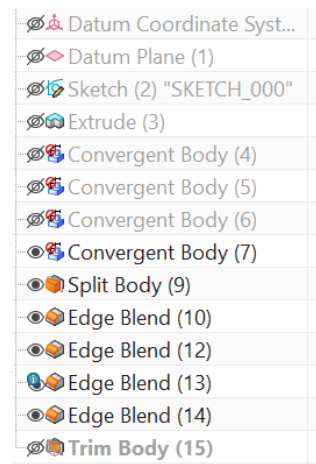 Datum Coordinate Syst...
Datum Plane (1)
Sketch (2) "SKETCH_000"
Extrude (3)
Convergent Body (4)
Convergent Body (5)
Convergent Body (6)
Convergent Body (7)
Split Body (9)
Edge Blend (10)
Edge Blend (12)
Edge Blend (13)
Edge Blend (14)
Trim Body (15)